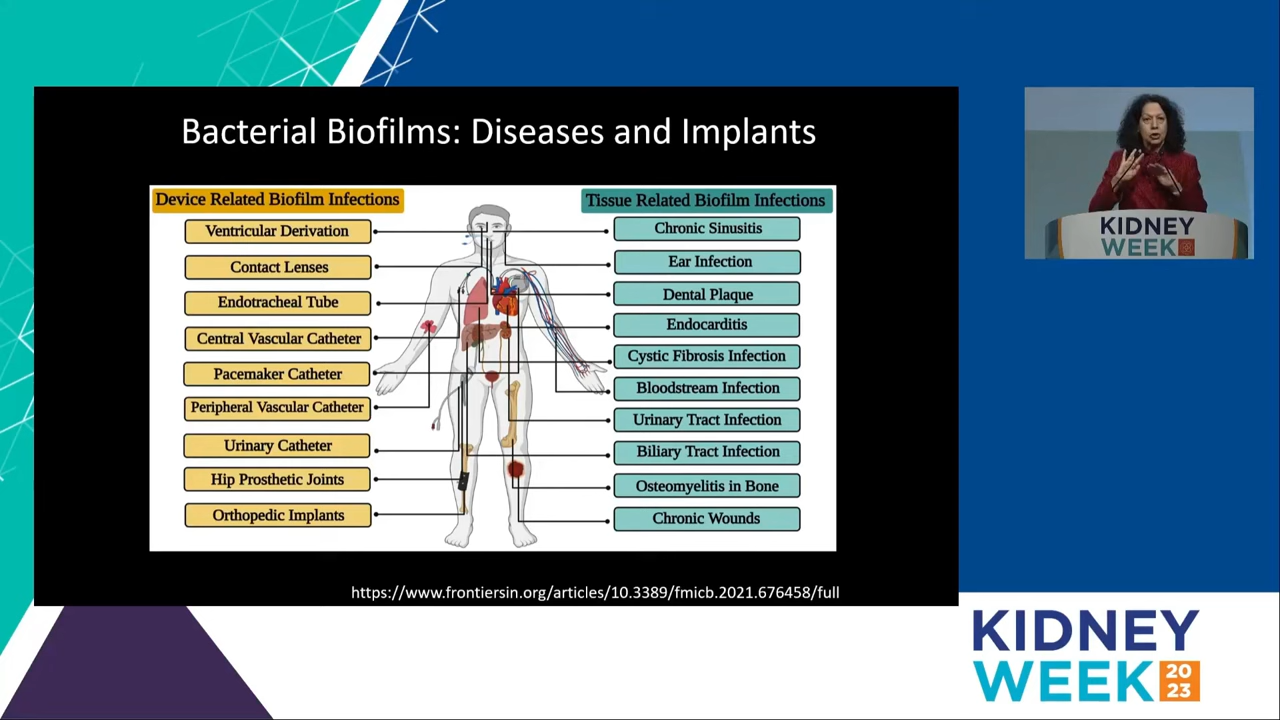 Bacterial Biofilms: Diseases and Implants
Device Related Biofilm Infections
Ventricular Derivation
Contact Lenses
Endotracheal Tube
Central Vascular Catheter
Pacemaker Catheter
Peripheral Vascular Catheter
Urinary Catheter
Hip Prosthetic Joints
Orthopedic Implants
Tissue Related Biofilm Infections
Chronic Sinusitis
Ear Infection
Dental Plaque
Endocarditis
Cystic Fibrosis Infection
Bloodstream Infection
Urinary Tract Infection
Biliary Tract Infection
Osteomyelitis in Bone
Chronic Wounds
https://www.frontiersin.org/articles/10.3389/fmicb.2021.676458/full
KIDNEY
WEEK
KIDNEY
WEEK 20
23